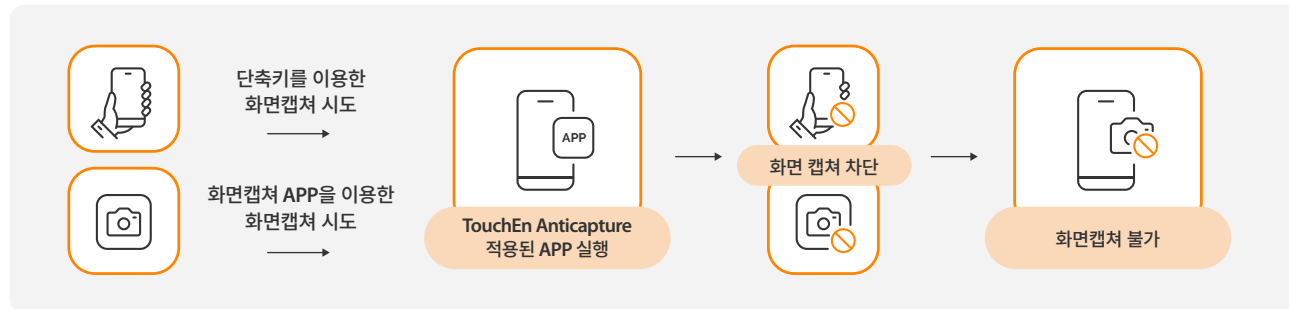 단축키를 이용한
화면캡쳐 시도
화면캡쳐 APP을 이용한
화면캡쳐 시도
APP
TouchEn Anticapture
적용된 APP 실행
화면 캡쳐 차단
화면캡쳐 불가